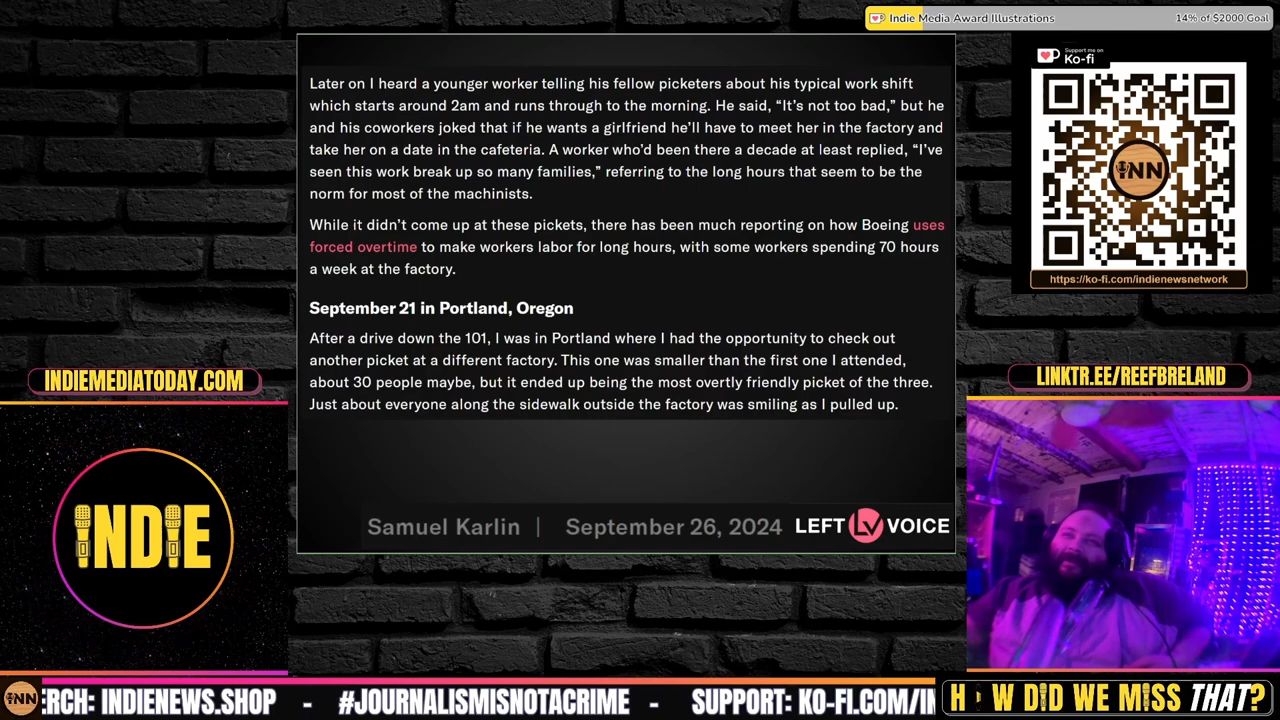 Indie Media Award Illustrations
14% of $2000 Goal
Support me on
Ko-fi
INN
https://ko-fi.com/indienewsnetwork
Later on I heard a younger worker telling his fellow picketers about his typical work shift
which starts around 2am and runs through to the morning. He said, “It’s not too bad,” but he
and his coworkers joked that if he wants a girlfriend he’ll have to meet her in the factory and
take her on a date in the cafeteria. A worker who’d been there a decade at least replied, “I’ve
seen this work break up so many families,” referring to the long hours that seem to be the
norm for most of the machinists.
While it didn’t come up at these pickets, there has been much reporting on how Boeing uses
forced overtime to make workers labor for long hours, with some workers spending 70 hours
a week at the factory.
September 21 in Portland, Oregon
After a drive down the 101, I was in Portland where I had the opportunity to check out
another picket at a different factory. This one was smaller than the first one I attended,
about 30 people maybe, but it ended up being the most overtly friendly picket of the three.
Just about everyone along the sidewalk outside the factory was smiling as I pulled up.
Samuel Karlin | September 26, 2024 LEFT LV VOICE
INDIEMEDIATODAY.COM
LINKTR.EE/REEFBRELAND
INDIE
INN
ERCH: INDIENEWS.SHOP - #JOURNALISMISNOTACRIME - SUPPORT: KO-FI.COM/IN
HOW DID WE MISS THAT?